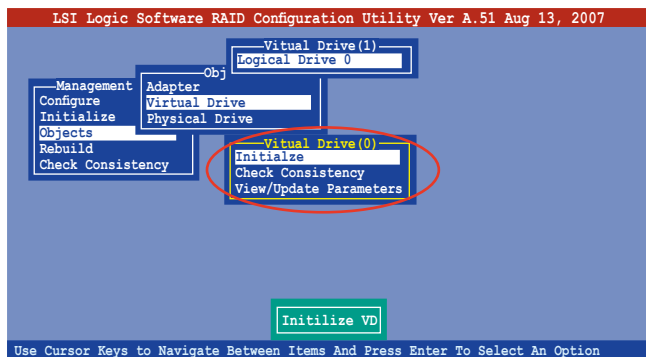 LSI Logic Software RAID Configuration Utility Ver A.51 Aug 13, 2007
Vitual Drive(1)
Logical Drive 0
Obj
Adapter
Virtual Drive
Physical Drive
Management
Configure
Initialize
Objects
Rebuild
Check Consistency
Vitual Drive(0)
Initialze
Check Consistency
View/Update Parameters
Initilize VD
Use Cursor Keys to Navigate Between Items And Press Enter To Select An Option